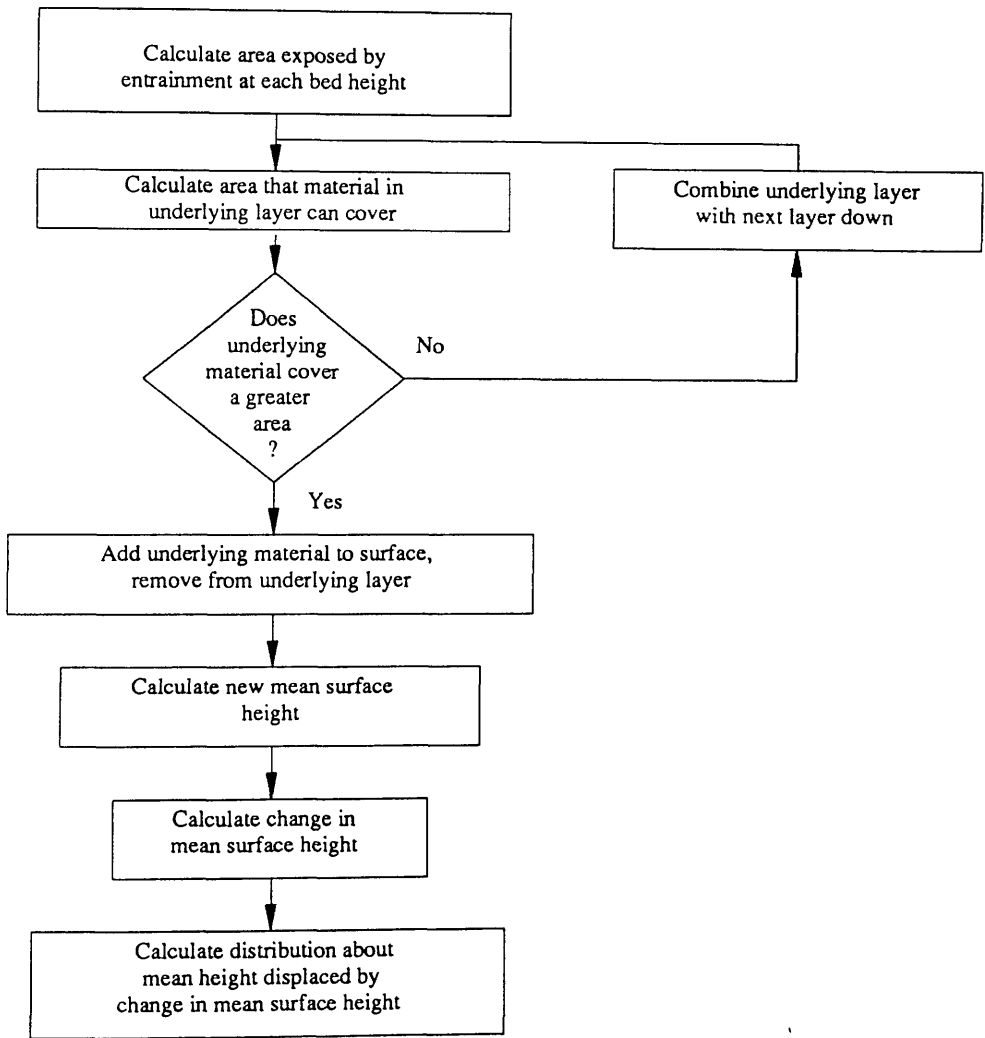 Calculate area exposed by
entrainment at each bed height
Calculate area that material in
underlying layer can cover
Combine underlying layer
with next layer down
Does
underlying
material cover
a greater
area
?
No
Yes
Add underlying material to surface,
remove from underlying layer
Calculate new mean surface
height
Calculate change in
mean surface height
Calculate distribution about
mean height displaced by
change in mean surface height